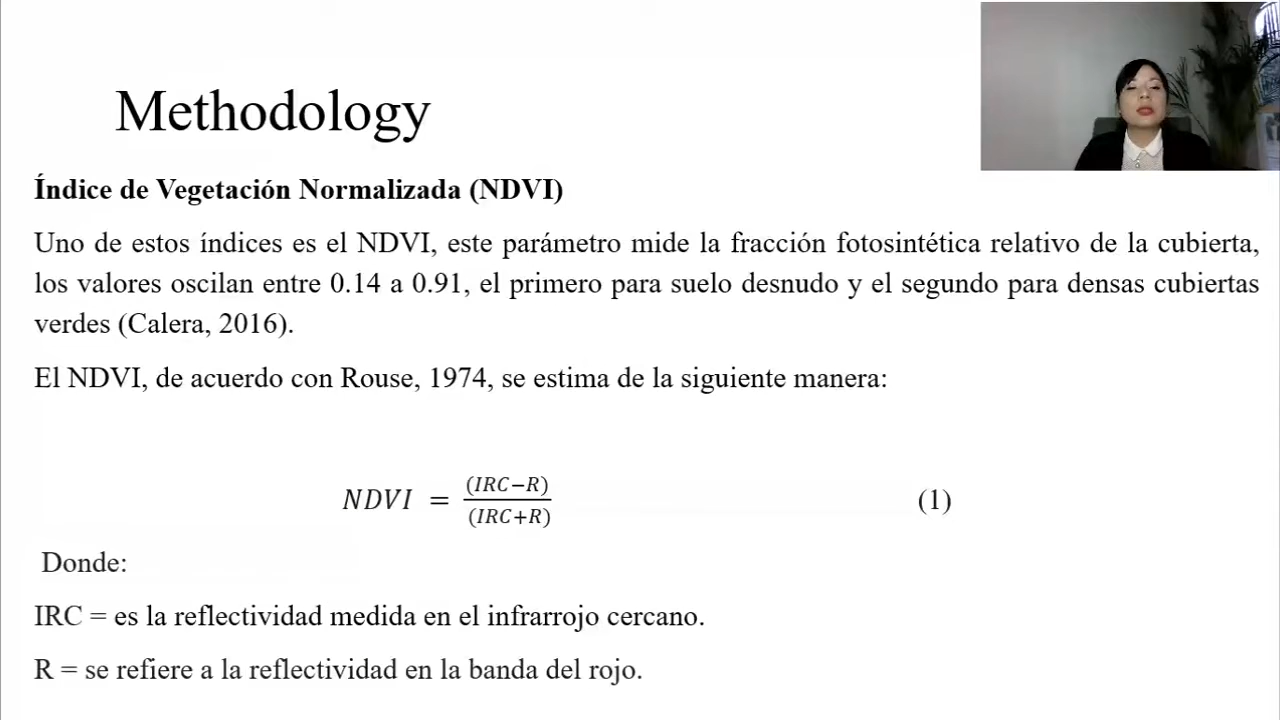 Methodology
Índice de Vegetación Normalizada (NDVI)
Uno de estos índices es el NDVI, este parámetro mide la fracción fotosintética relativo de la cubierta,
los valores oscilan entre 0.14 a 0.91, el primero para suelo desnudo y el segundo para densas cubiertas
verdes (Calera, 2016).
El NDVI, de acuerdo con Rouse, 1974, se estima de la siguiente manera:
NDVI = (IRC−R)/(IRC+R) (1)
Donde:
IRC = es la reflectividad medida en el infrarrojo cercano.
R = se refiere a la reflectividad en la banda del rojo.